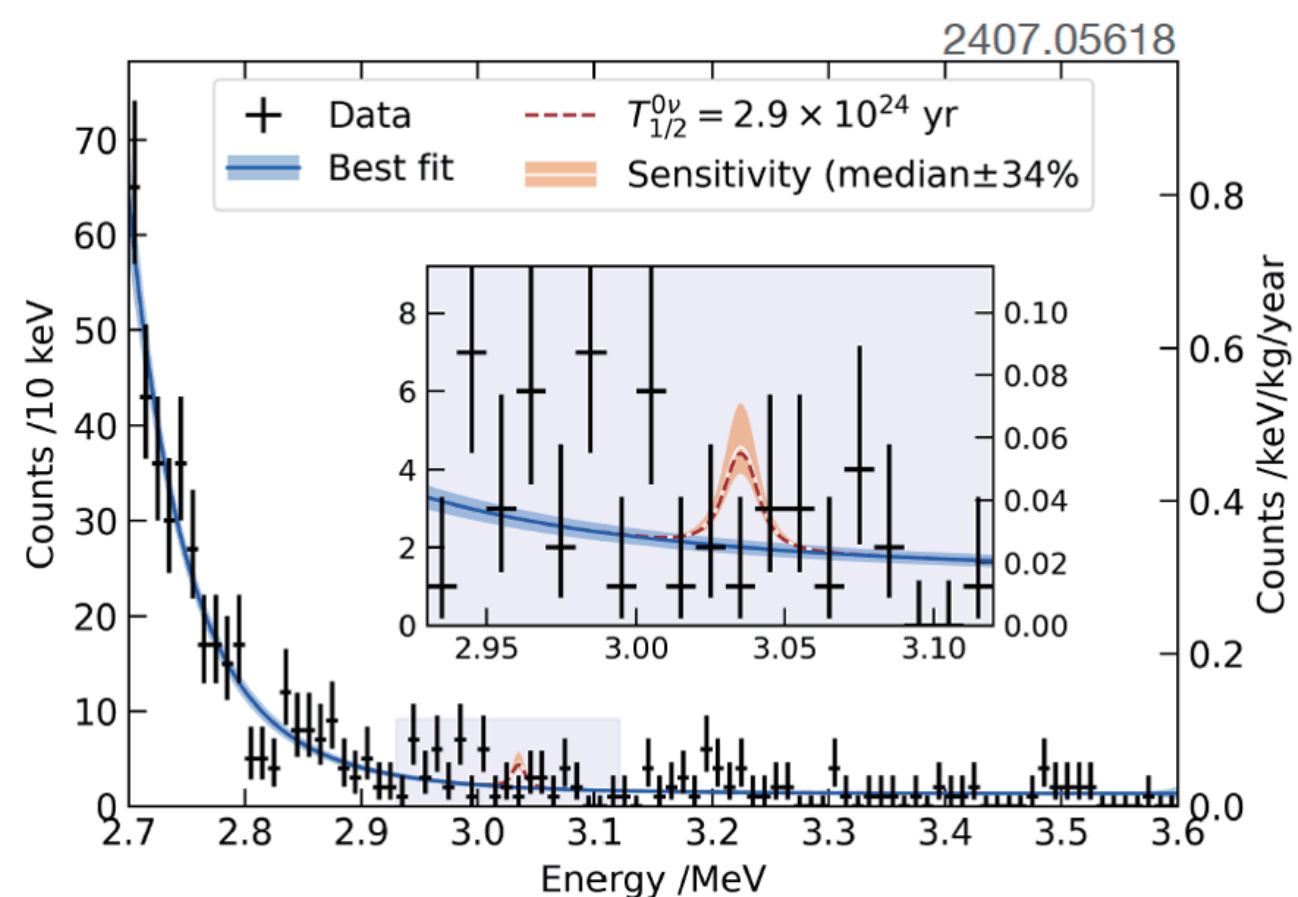 2407.05618
Data
Best fit
T_{1/2}^{0ν} = 2.9 × 10^{24} yr
Sensitivity (median±34%
Counts /10 keV
70
60
50
40
30
20
10
0
8
6
4
2
0
0.10
0.08
0.06
0.04
0.02
0.00
2.95 3.00 3.05 3.10
0.8
0.6
0.4
0.2
0.0
Counts /keV/kg/year
2.7 2.8 2.9 3.0 3.1 3.2 3.3 3.4 3.5 3.6
Energy /MeV